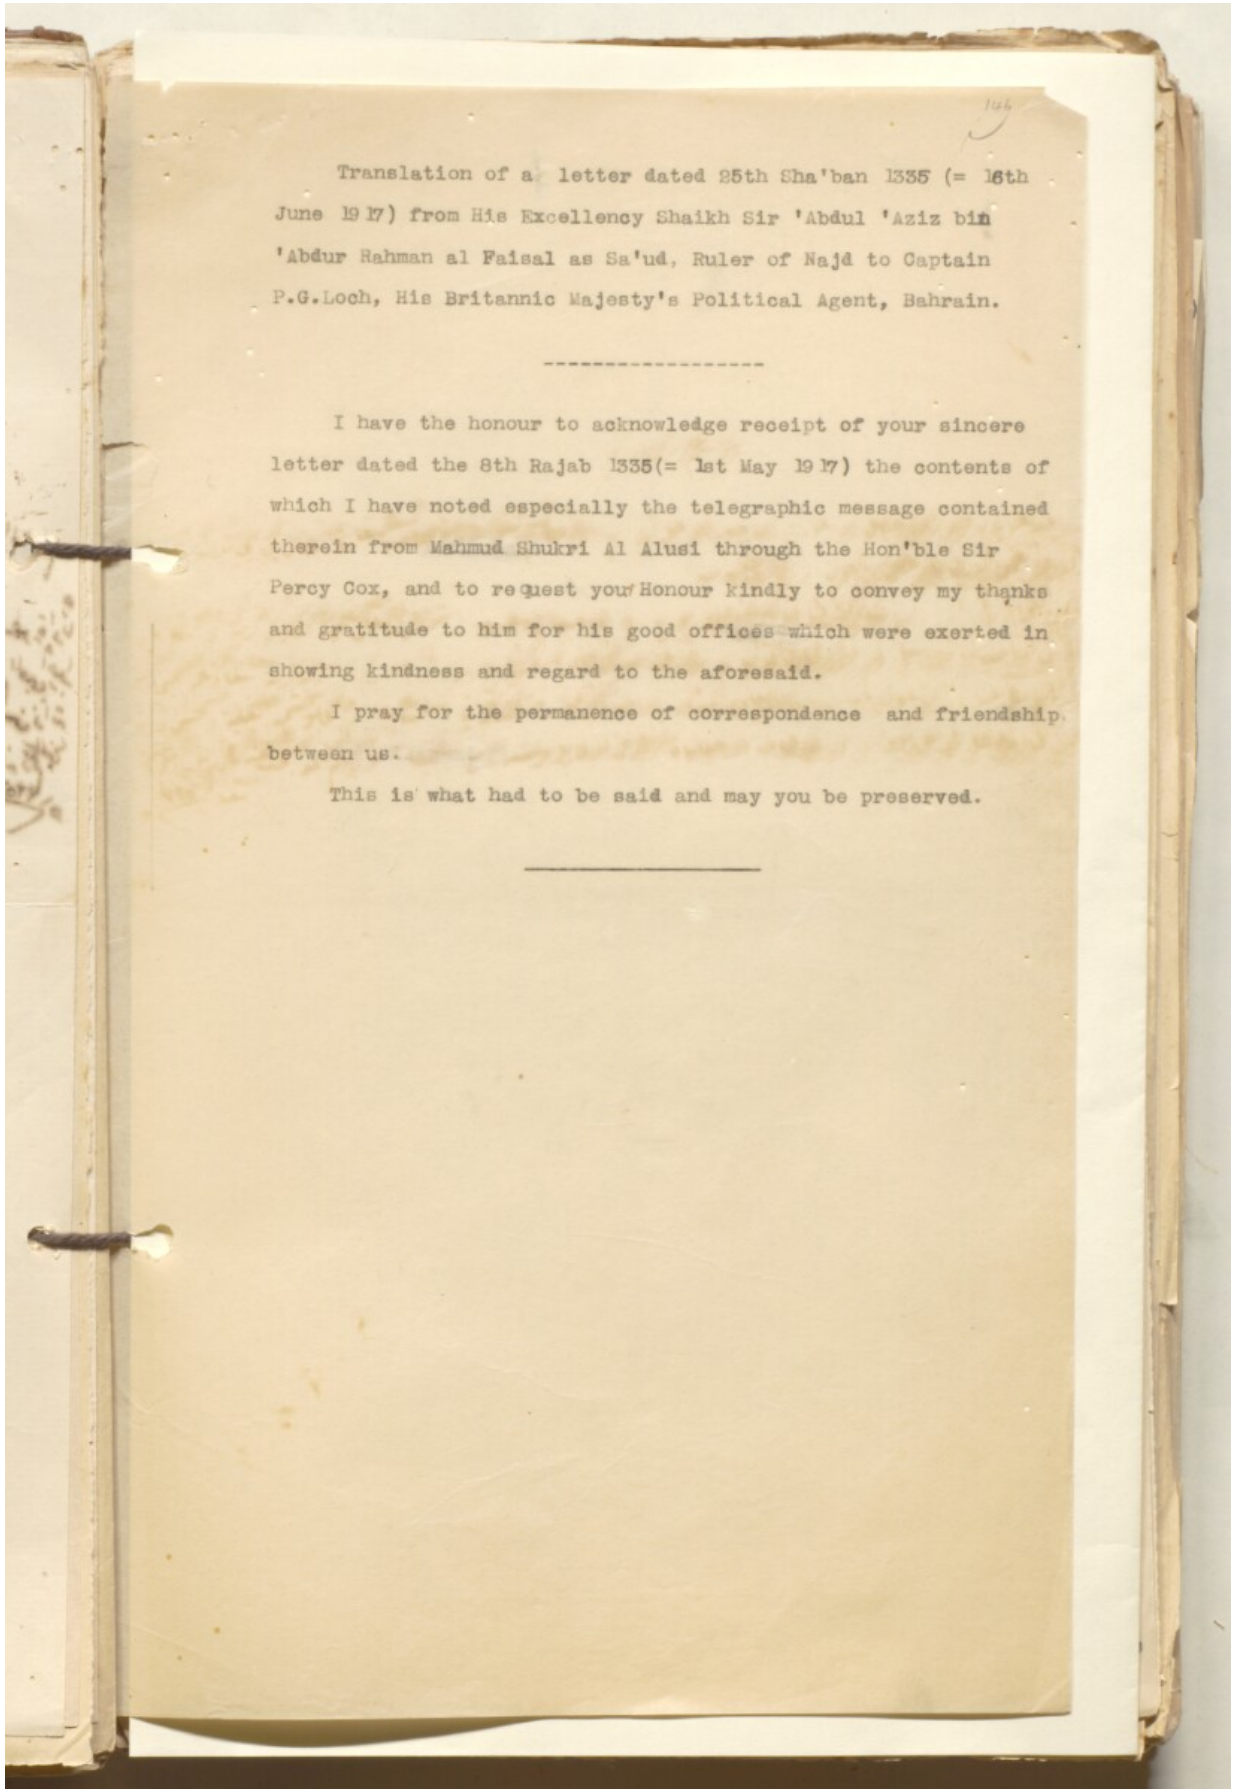 146
Translation of a letter dated 25th Sha'ban 1335 (= 16th
June 1917) from His Excellency Shaikh Sir 'Abdul 'Aziz bin
'Abdur Rahman al Faisal as Sa'ud, Ruler of Najd to Captain
P.G.Loch, His Britannic Majesty's Political Agent, Bahrain.
------------------
I have the honour to acknowledge receipt of your sincere
letter dated the 8th Rajab 1335(= 1st May 1917) the contents of
which I have noted especially the telegraphic message contained
therein from Mahmud Shukri Al Alusi through the Hon'ble Sir
Percy Cox, and to request your Honour kindly to convey my thanks
and gratitude to him for his good offices which were exerted in
showing kindness and regard to the aforesaid.
I pray for the permanence of correspondence and friendship
between us.
This is what had to be said and may you be preserved.